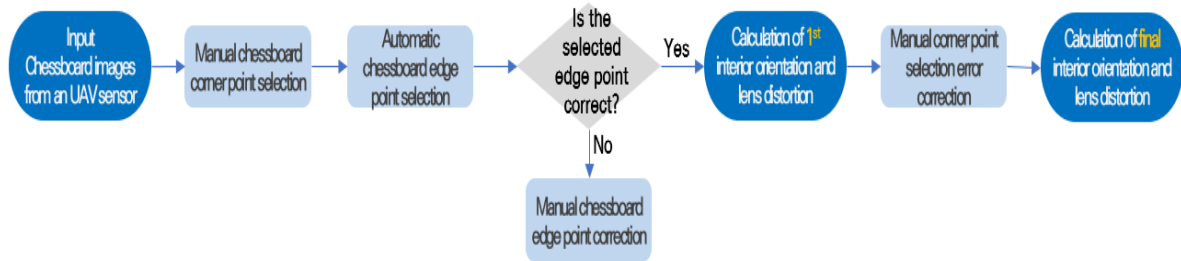 Input
Chessboard images
from an UAV sensor
Manual chessboard
corner point selection
Automatic
chessboard edge
point selection
Is the
selected
edge point
correct?
Yes
No
Manual chessboard
edge point correction
Calculation of 1st
interior orientation and
lens distortion
Manual corner point
selection error
correction
Calculation of final
interior orientation and
lens distortion